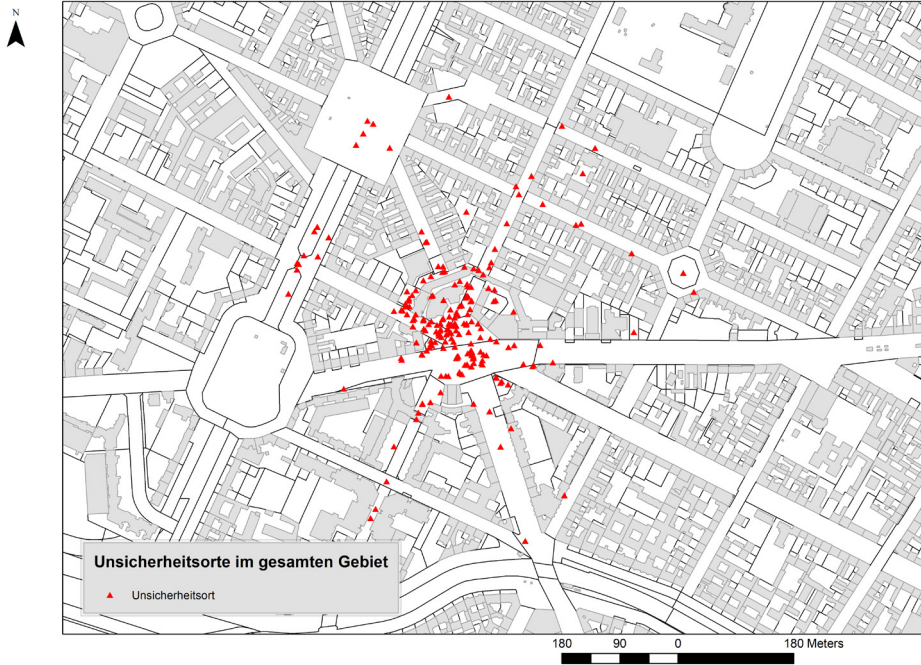 N
Unsicherheitsorte im gesamten Gebiet
Unsicherheitsort
180 90 0 180 Meters